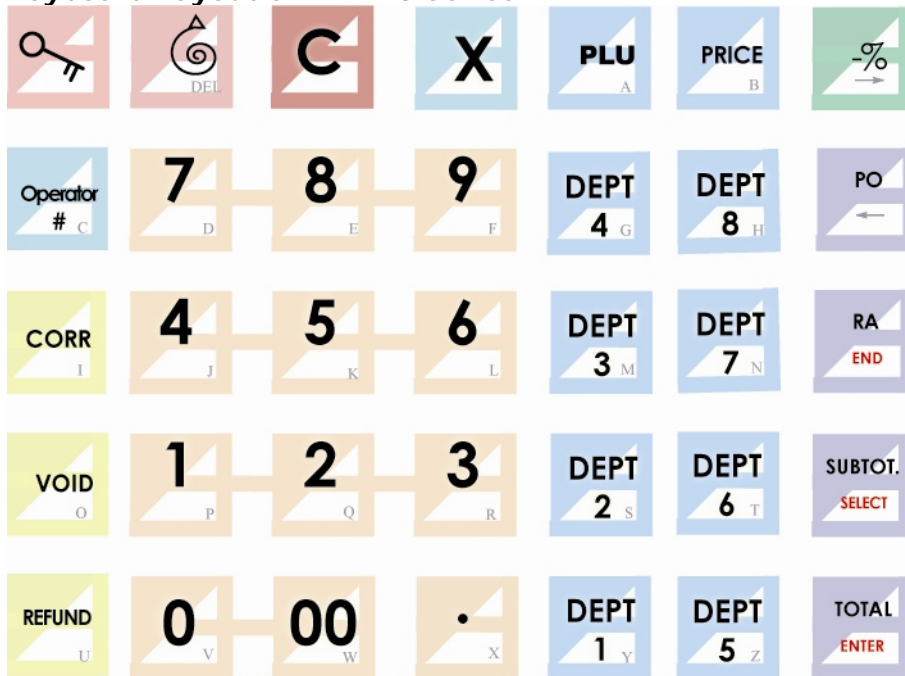 C X PLU PRICE -%
DEL A B
7 8 9 DEPT DEPT PO
Operator
# C D E F 4 G 8 H
4 5 6 DEPT DEPT RA
CORR
I J K L 3 M 7 N END
1 2 3 DEPT DEPT SUBTOT.
VOID
O P Q R 2 S 6 T SELECT
REFUND 0 00 . DEPT DEPT TOTAL
U V W X 1 Y 5 Z ENTER